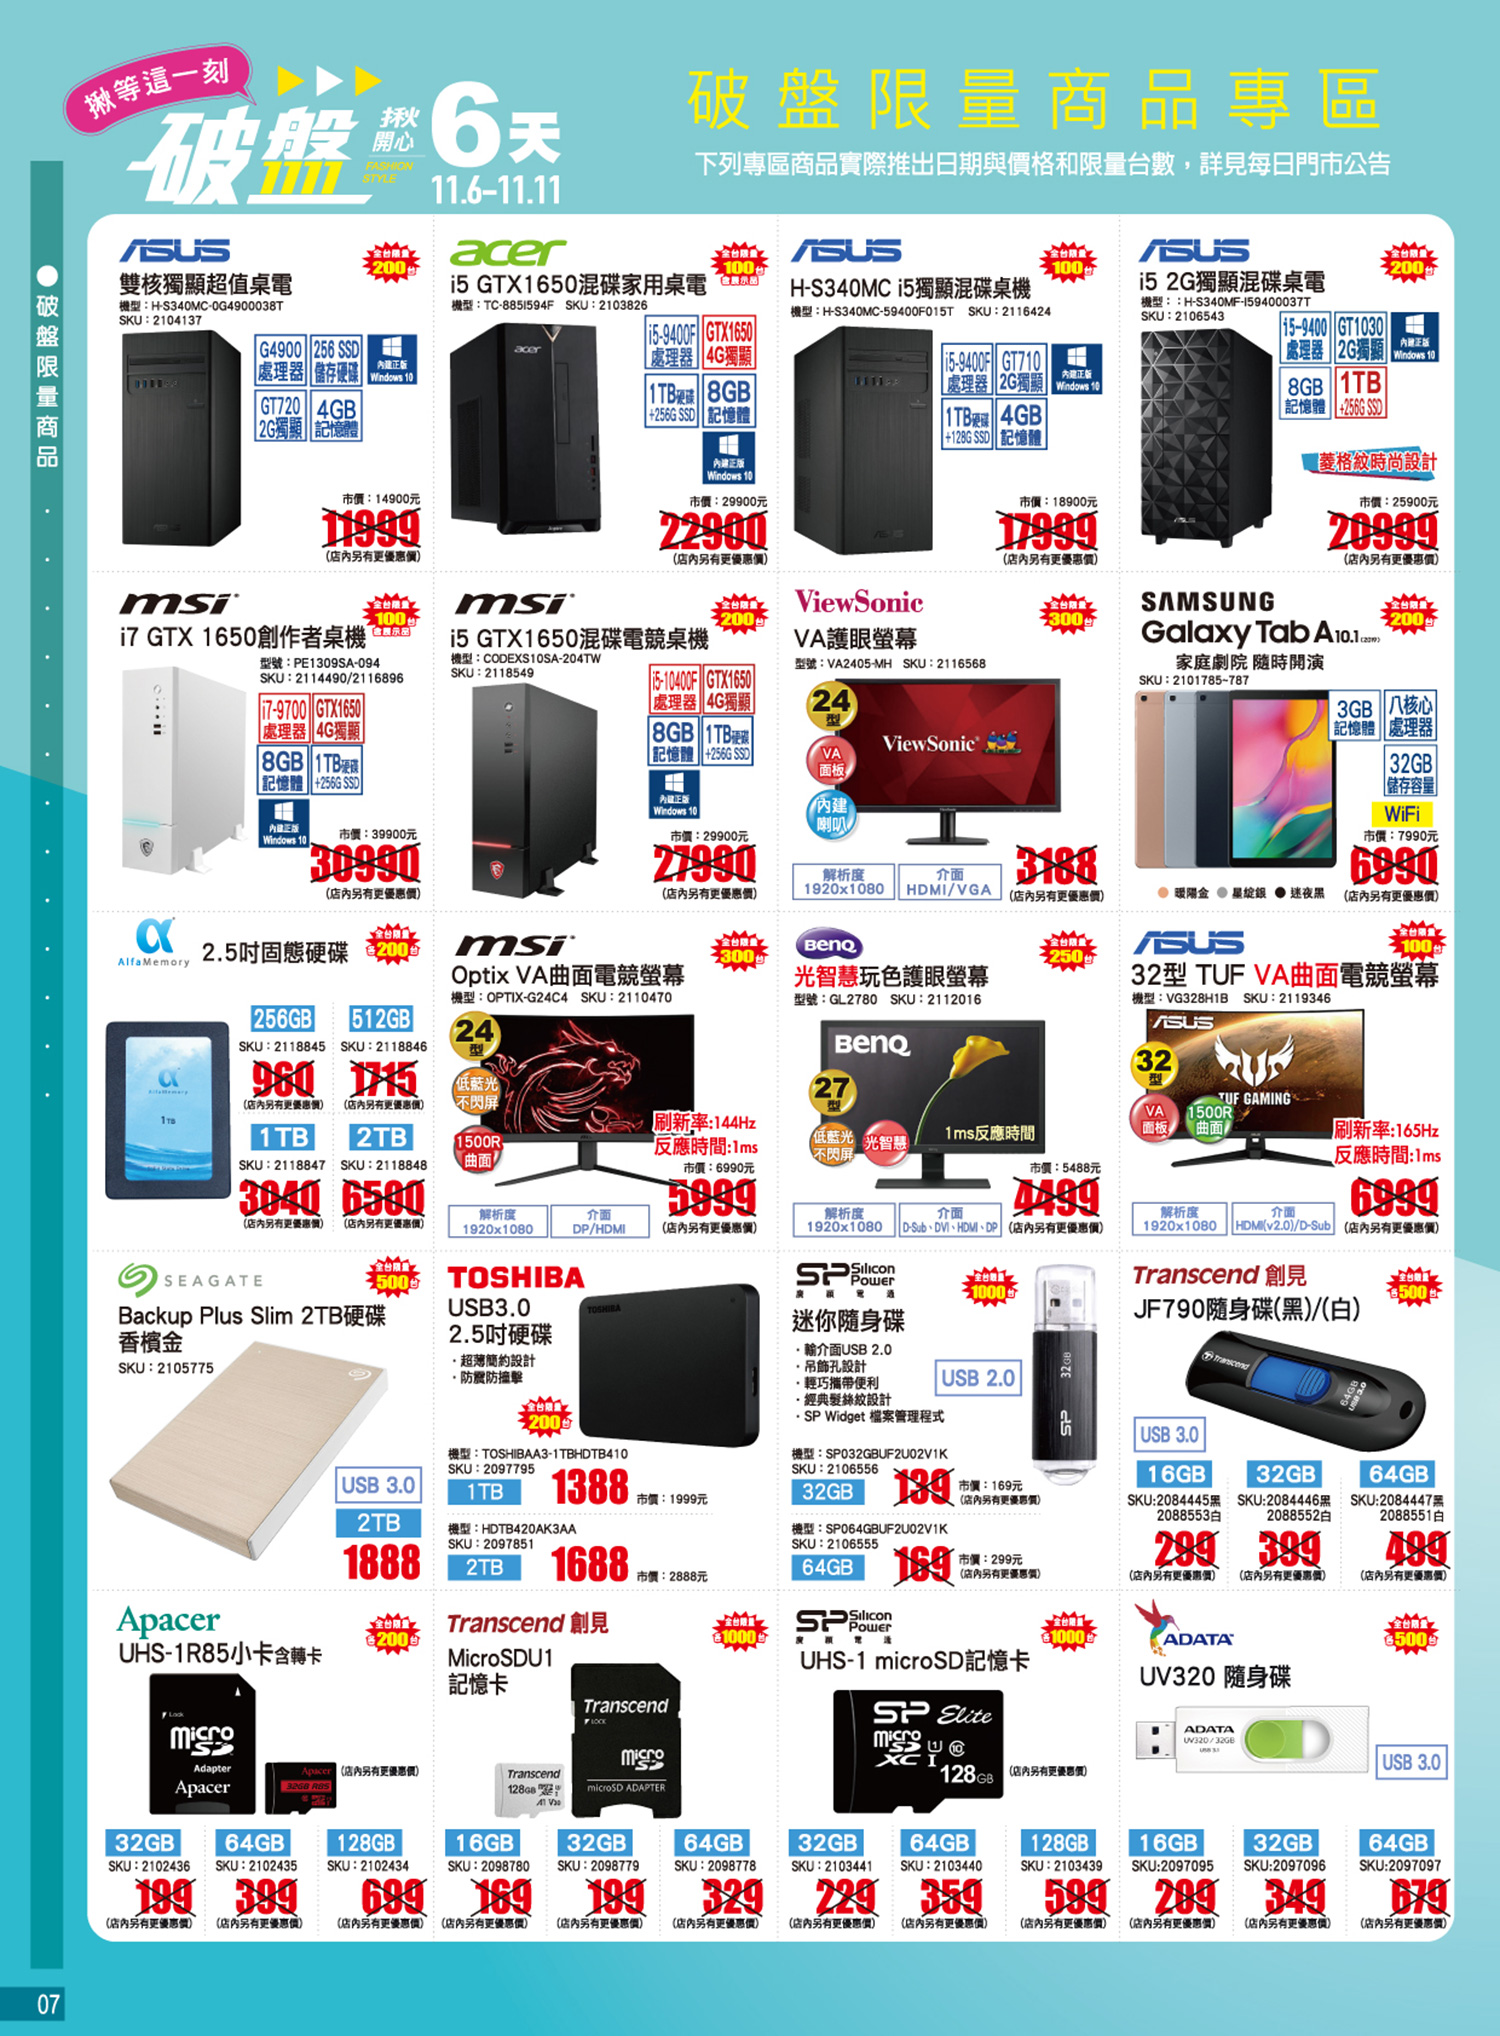 揪等這一刻
破盤
1111
揪
開心
FASHION
STYLE
6天
11.6-11.11
破盤限量商品專區
下列專區商品實際推出日期與價格和限量台數，詳見每日門市公告
●破盤限量商品
ASUS
全台限量
200台
雙核獨顯超值桌電
機型：H-S340MC-0G4900038T
SKU：2104137
G4900
處理器
256 SSD
儲存硬碟
內建正版
Windows 10
GT720
2G獨顯
4GB
記憶體
市價：14900元
11999
(店內另有更優惠價)
acer
全台限量
100台
含展示品
i5 GTX1650混碟家用桌電
機型：TC-885I594F SKU：2103826
i5-9400F
處理器
GTX1650
4G獨顯
1TB硬碟
+256G SSD
8GB
記憶體
內建正版
Windows 10
市價：29900元
22900
(店內另有更優惠價)
ASUS
全台限量
100台
H-S340MC i5獨顯混碟桌機
機型：H-S340MC-59400F015T SKU：2116424
i5-9400F
處理器
GT710
2G獨顯
內建正版
Windows 10
1TB硬碟
+128G SSD
4GB
記憶體
市價：18900元
17999
(店內另有更優惠價)
ASUS
全台限量
200台
i5 2G獨顯混碟桌電
機型：：H-S340MF-I59400037T
SKU：2106543
i5-9400
處理器
GT1030
2G獨顯
內建正版
Windows 10
8GB
記憶體
1TB
+256G SSD
菱格紋時尚設計
市價：25900元
20999
(店內另有更優惠價)
msi
全台限量
100台
含展示品
i7 GTX 1650創作者桌機
型號：PE1309SA-094
SKU：2114490/2116896
i7-9700
處理器
GTX1650
4G獨顯
8GB
記憶體
1TB硬碟
+256G SSD
內建正版
Windows 10
市價：39900元
30990
(店內另有更優惠價)
msi
全台限量
200台
i5 GTX1650混碟電競桌機
機型：CODEXS10SA-204TW
SKU：2118549
i5-10400F
處理器
GTX1650
4G獨顯
8GB
記憶體
1TB硬碟
+256G SSD
內建正版
Windows 10
市價：29900元
27990
(店內另有更優惠價)
ViewSonic
全台限量
300台
VA護眼螢幕
型號：VA2405-MH SKU：2116568
24
型
VA
面板
內建
喇叭
ViewSonic
解析度
1920x1080
介面
HDMI/VGA
3188
(店內另有更優惠價)
SAMSUNG
全台限量
200台
Galaxy Tab A 10.1 (2019)
家庭劇院 隨時開演
SKU：2101785~787
3GB
記憶體
八核心
處理器
32GB
儲存容量
WiFi
市價：7990元
6990
●暖陽金 ●星綻銀 ●迷夜黑
(店內另有更優惠價)
AlfaMemory
2.5吋固態硬碟
全台限量
各200台
AlfaMemory
1TB
256GB
SKU：2118845
960
(店內另有更優惠價)
512GB
SKU：2118846
1715
(店內另有更優惠價)
1TB
SKU：2118847
3040
(店內另有更優惠價)
2TB
SKU：2118848
6500
(店內另有更優惠價)
msi
全台限量
300台
Optix VA曲面電競螢幕
機型：OPTIX-G24C4 SKU：2110470
24
型
低藍光
不閃屏
1500R
曲面
刷新率:144Hz
反應時間:1ms
市價：6990元
5999
解析度
1920x1080
介面
DP/HDMI
(店內另有更優惠價)
BenQ
全台限量
250台
光智慧玩色護眼螢幕
型號：GL2780 SKU：2112016
BenQ
27
型
低藍光
不閃屏
光智慧
1ms反應時間
市價：5488元
4499
解析度
1920x1080
介面
D-Sub、DVI、HDMI、DP
(店內另有更優惠價)
ASUS
全台限量
100台
32型 TUF VA曲面電競螢幕
機型：VG328H1B SKU：2119346
ASUS
TUF GAMING
32
型
VA
面板
1500R
曲面
刷新率:165Hz
反應時間:1ms
6999
解析度
1920x1080
介面
HDMI(v2.0)/D-Sub
(店內另有更優惠價)
SEAGATE
全台限量
500台
Backup Plus Slim 2TB硬碟
香檳金
SKU：2105775
USB 3.0
2TB
1888
TOSHIBA
USB3.0
2.5吋硬碟
．超薄簡約設計
．防震防撞擊
TOSHIBA
全台限量
200台
機型：TOSHIBAA3-1TBHDTB410
SKU：2097795
1TB
1388
市價：1999元
機型：HDTB420AK3AA
SKU：2097851
2TB
1688
市價：2888元
SP Silicon Power
廣穎電通
全台限量
1000台
迷你隨身碟
．輸介面USB 2.0
．吊飾孔設計
．輕巧攜帶便利
．經典髮絲紋設計
．SP Widget 檔案管理程式
USB 2.0
32GB
SP
機型：SP032GBUF2U02V1K
SKU：2106556
32GB
139
市價：169元
(店內另有更優惠價)
機型：SP064GBUF2U02V1K
SKU：2106555
64GB
169
市價：299元
(店內另有更優惠價)
Transcend 創見
全台限量
各500台
JF790隨身碟(黑)/(白)
Transcend
64GB
USB 3.0
USB 3.0
16GB
SKU:2084445黑
2088553白
299
(店內另有更優惠價)
32GB
SKU:2084446黑
2088552白
399
(店內另有更優惠價)
64GB
SKU:2084447黑
2088551白
499
(店內另有更優惠價)
Apacer
全台限量
各200台
UHS-1R85小卡含轉卡
Lock
micro
SD
Adapter
Apacer
Apacer
32GB R85
(店內另有更優惠價)
32GB
SKU：2102436
199
(店內另有更優惠價)
64GB
SKU：2102435
399
(店內另有更優惠價)
128GB
SKU：2102434
699
(店內另有更優惠價)
Transcend 創見
全台限量
各1000台
MicroSDU1
記憶卡
Transcend
LOCK
micro
SD
microSD ADAPTER
Transcend
128GB
A1 V30
16GB
SKU：2098780
169
(店內另有更優惠價)
32GB
SKU：2098779
199
(店內另有更優惠價)
64GB
SKU：2098778
329
(店內另有更優惠價)
SP Silicon Power
廣穎電通
全台限量
各1000台
UHS-1 microSD記憶卡
SP Elite
micro
SD
XC I
128GB
(店內另有更優惠價)
32GB
SKU：2103441
229
(店內另有更優惠價)
64GB
SKU：2103440
359
(店內另有更優惠價)
128GB
SKU：2103439
599
(店內另有更優惠價)
ADATA
全台限量
各500台
UV320 隨身碟
ADATA
UV320 / 32GB
USB 3.1
USB 3.0
16GB
SKU:2097095
209
(店內另有更優惠價)
32GB
SKU:2097096
349
(店內另有更優惠價)
64GB
SKU:2097097
679
(店內另有更優惠價)
07